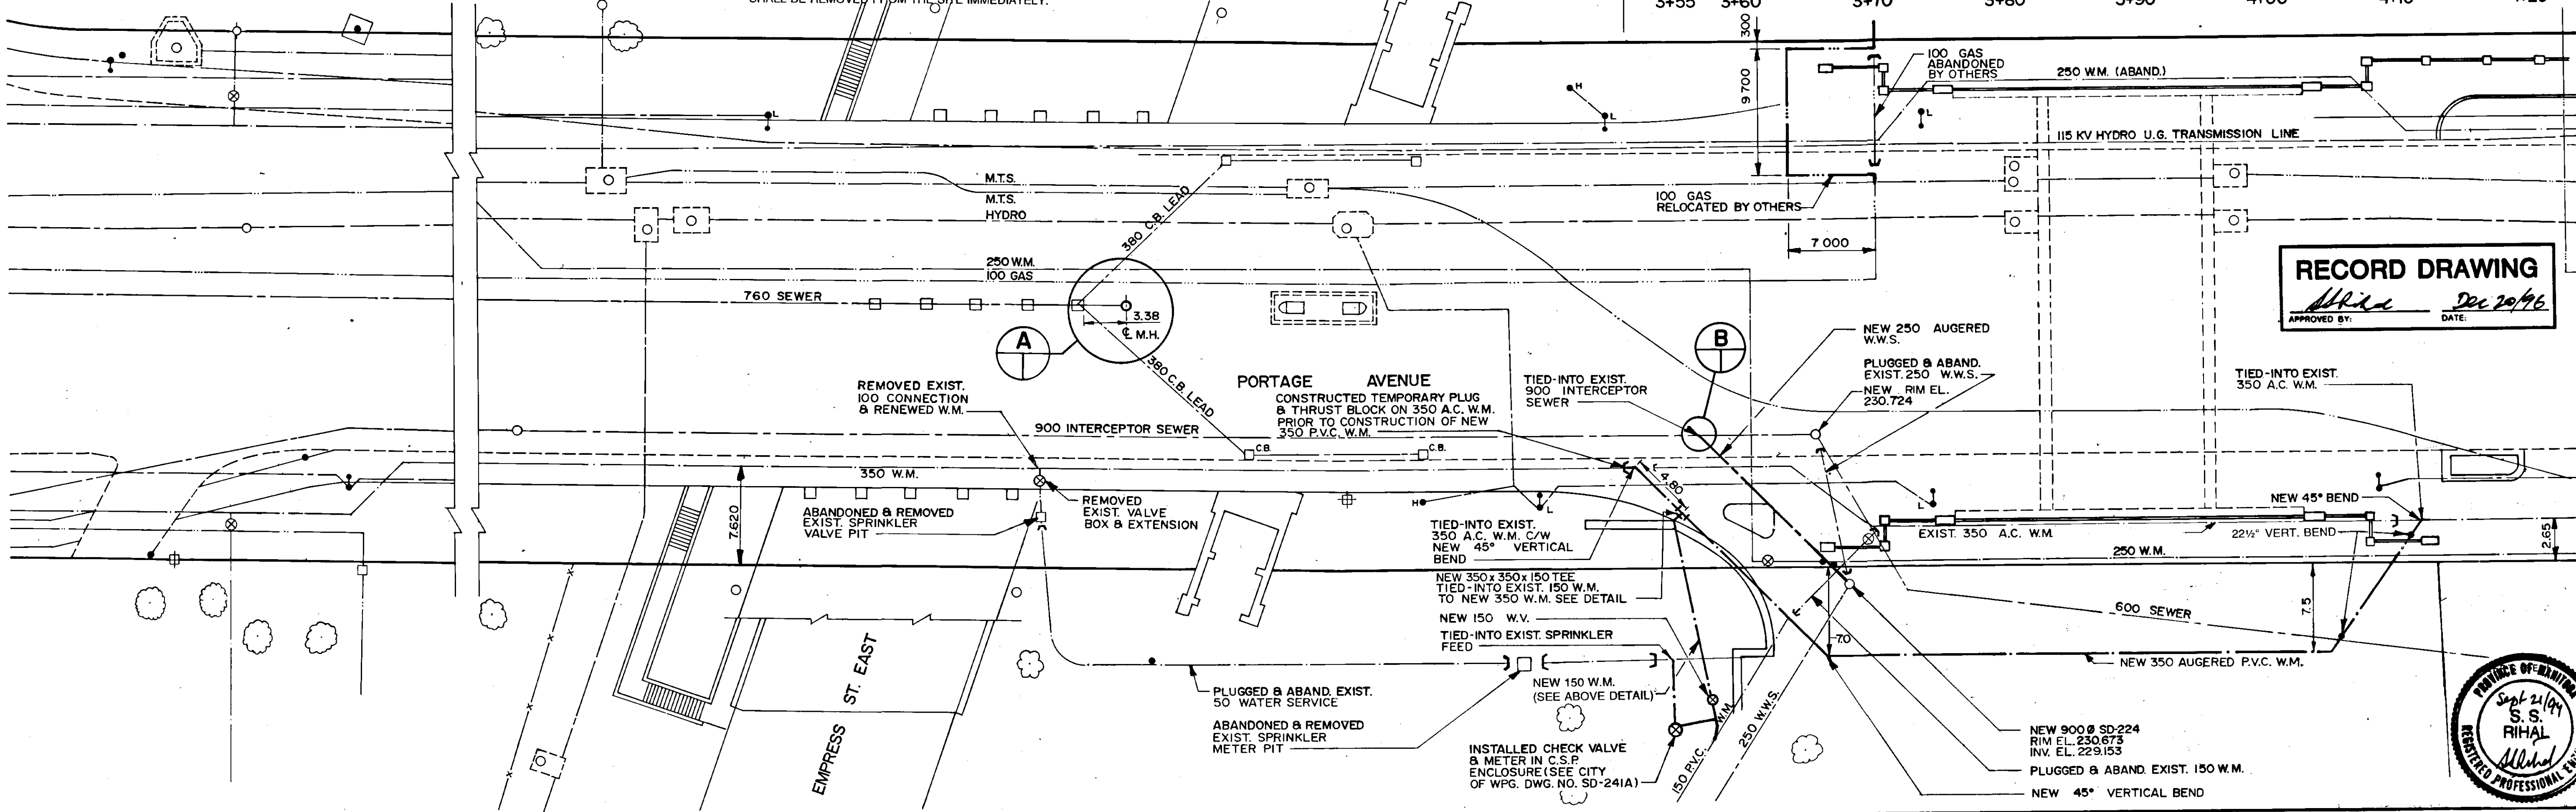 SHALL BE REMOVED FROM THE SITE IMMEDIATELY.
3+55 3+60 3+70 3+80 3+90 4+00 4+10 4+20
300
9 700
100 GAS
ABANDONED
BY OTHERS
250 W.M. (ABAND.)
H
L
L
L
115 KV HYDRO U.G. TRANSMISSION LINE
M.T.S.
M.T.S.
HYDRO
380 C.B. LEAD
100 GAS
RELOCATED BY OTHERS
7 000
250 W.M.
100 GAS
760 SEWER
3.38
℄ M.H.
A
380 C.B. LEAD
RECORD DRAWING
Dec 20/96
APPROVED BY:
DATE:
B
NEW 250 AUGERED
W.W.S.
PLUGGED & ABAND.
EXIST. 250 W.W.S.
NEW RIM EL.
230.724
TIED-INTO EXIST.
350 A.C. W.M.
REMOVED EXIST.
100 CONNECTION
& RENEWED W.M.
PORTAGE AVENUE
CONSTRUCTED TEMPORARY PLUG
& THRUST BLOCK ON 350 A.C. W.M.
PRIOR TO CONSTRUCTION OF NEW
350 P.V.C. W.M.
TIED-INTO EXIST.
900 INTERCEPTOR
SEWER
900 INTERCEPTOR SEWER
C.B.
C.B.
350 W.M.
7.620
4.80
ABANDONED & REMOVED
EXIST. SPRINKLER
VALVE PIT
REMOVED
EXIST. VALVE
BOX & EXTENSION
H
L
L
NEW 45° BEND
EXIST. 350 A.C. W.M.
22½° VERT. BEND
250 W.M.
2.65
TIED-INTO EXIST.
350 A.C. W.M. C/W
NEW 45° VERTICAL
BEND
NEW 350 x 350 x 150 TEE
TIED-INTO EXIST. 150 W.M.
TO NEW 350 W.M. SEE DETAIL
NEW 150 W.V.
TIED-INTO EXIST. SPRINKLER
FEED
600 SEWER
7.5
7.0
NEW 350 AUGERED P.V.C. W.M.
EMPRESS ST. EAST
PLUGGED & ABAND. EXIST.
50 WATER SERVICE
ABANDONED & REMOVED
EXIST. SPRINKLER
METER PIT
NEW 150 W.M.
(SEE ABOVE DETAIL)
INSTALLED CHECK VALVE
& METER IN C.S.P.
ENCLOSURE (SEE CITY
OF WPG. DWG. NO. SD-241A)
150 P.V.C. W.M.
250 W.W.S.
NEW 900Ø SD-224
RIM EL. 230.673
INV. EL. 229.153
PLUGGED & ABAND. EXIST. 150 W.M.
NEW 45° VERTICAL BEND
PROVINCE OF MANITOBA
Sept 21/94
S. S.
RIHAL
REGISTERED PROFESSIONAL